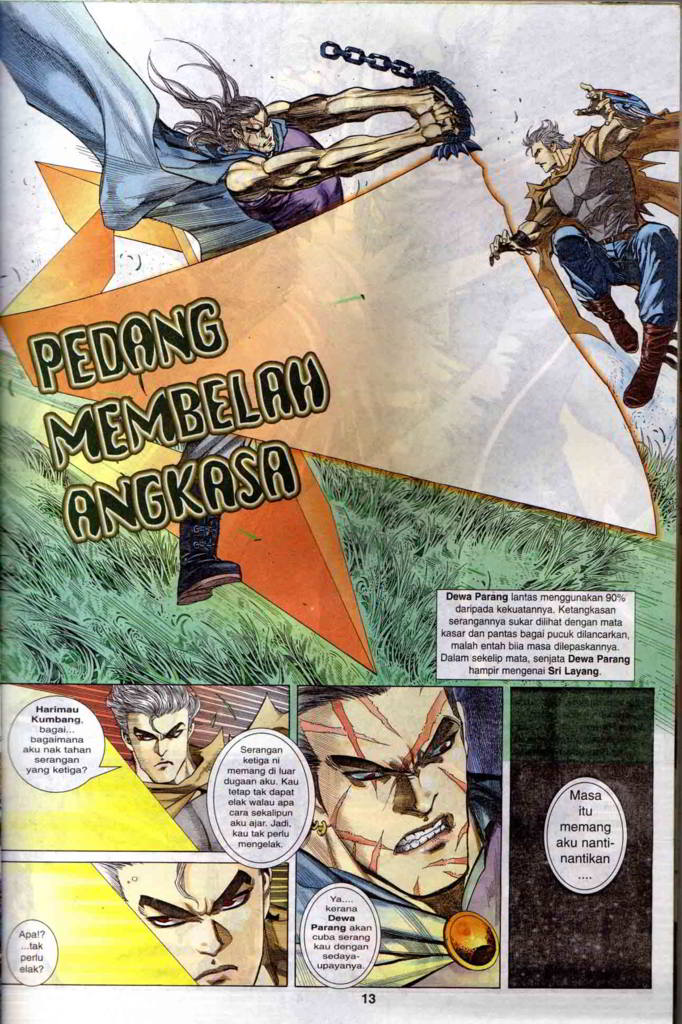 PEDANG
MEMBELAH
ANGKASA
Dewa Parang lantas menggunakan 90%
daripada kekuatannya. Ketangkasan
serangannya sukar dilihat dengan mata
kasar dan pantas bagai pucuk dilancarkan,
malah entah biia masa dilepaskannya.
Dalam sekelip mata, senjata Dewa Parang
hampir mengenai Sri Layang.
Harimau
Kumbang,
bagai...
bagaimana
aku nak tahan
serangan
yang ketiga?
Serangan
ketiga ni
memang di luar
dugaan aku. Kau
tetap tak dapat
elak walau apa
cara sekalipun
aku ajar. Jadi,
kau tak perlu
mengelak.
Apa!?
...tak
perlu
elak?
Ya....
kerana
Dewa
Parang akan
cuba serang
kau dengan
sedaya-
upayanya.
Masa
itu
memang
aku nanti-
nantikan
....
13